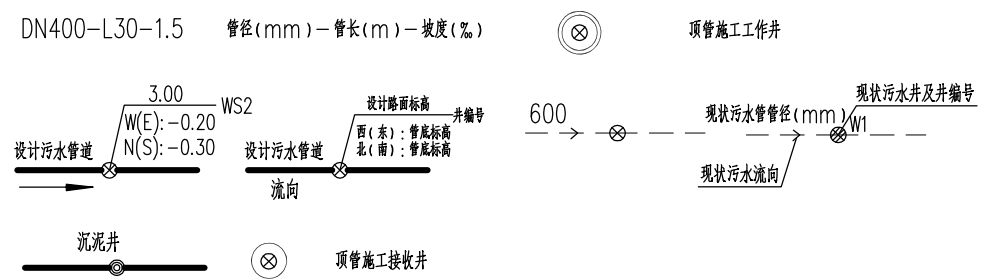 DN400-L30-1.5
管径(mm)-管长(m)-坡度(‰)
顶管施工工作井
3.00
WS2
W(E):-0.20
N(S):-0.30
设计污水管道
设计路面标高
井编号
西(东):管底标高
北(南):管底标高
设计污水管道
流向
600
现状污水井及井编号
现状污水管管径(mm)
W1
现状污水流向
沉泥井
顶管施工接收井